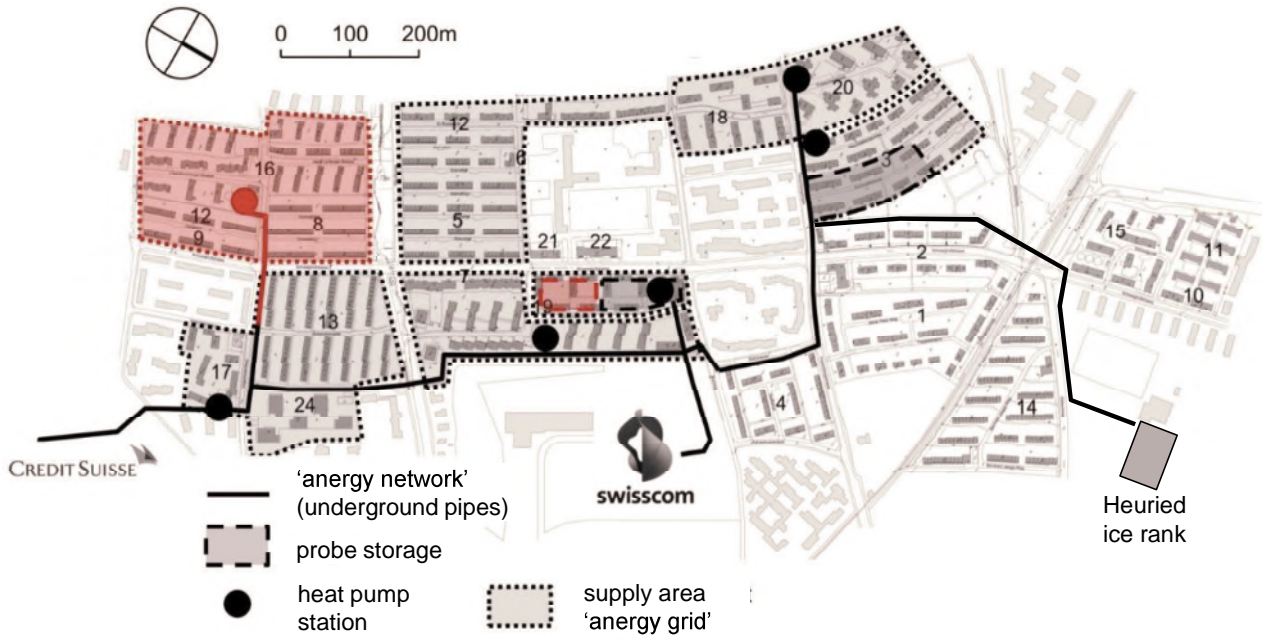 0 100 200m
20
12
18
6
3
16
5
12
8
21
22
15
11
9
2
7
10
19
1
13
17
4
14
24
CREDIT SUISSE
swisscom
'anergy network'
(underground pipes)
probe storage
heat pump
station
supply area
'anergy grid'
Heuried
ice rank